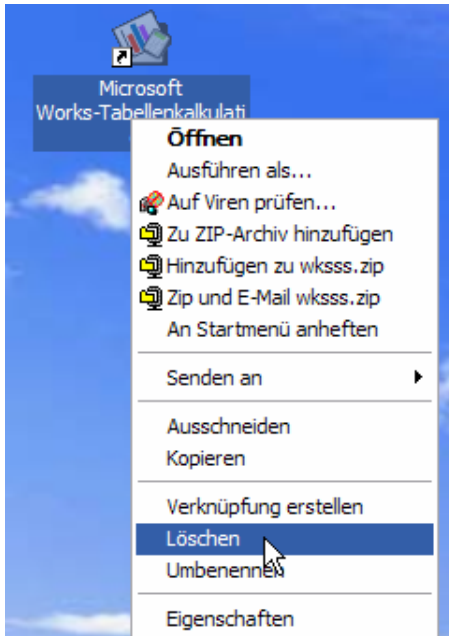 Microsoft
Works-Tabellenkalkulati
Öffnen
Ausführen als...
Auf Viren prüfen...
Zu ZIP-Archiv hinzufügen
Hinzufügen zu wksss.zip
Zip und E-Mail wksss.zip
An Startmenü anheften
Senden an
Ausschneiden
Kopieren
Verknüpfung erstellen
Löschen
Umbenennen
Eigenschaften